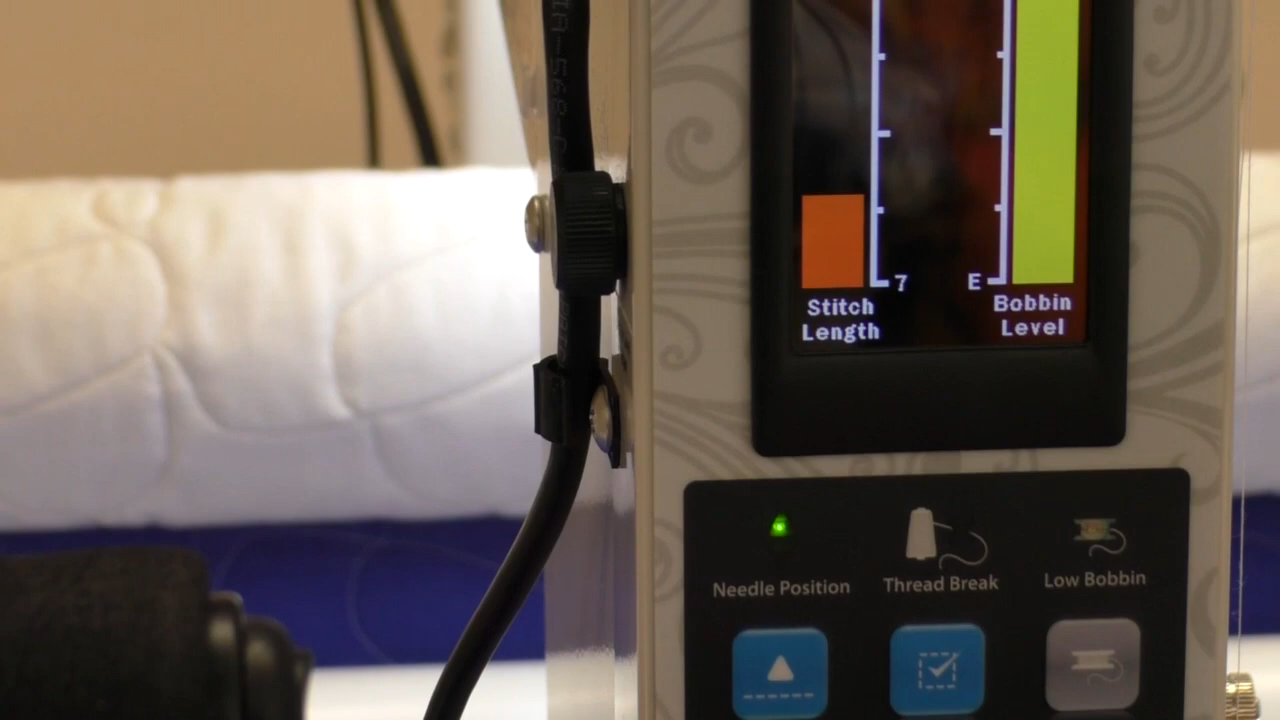 7
E
Stitch
Length
Bobbin
Level
Needle Position
Thread Break
Low Bobbin